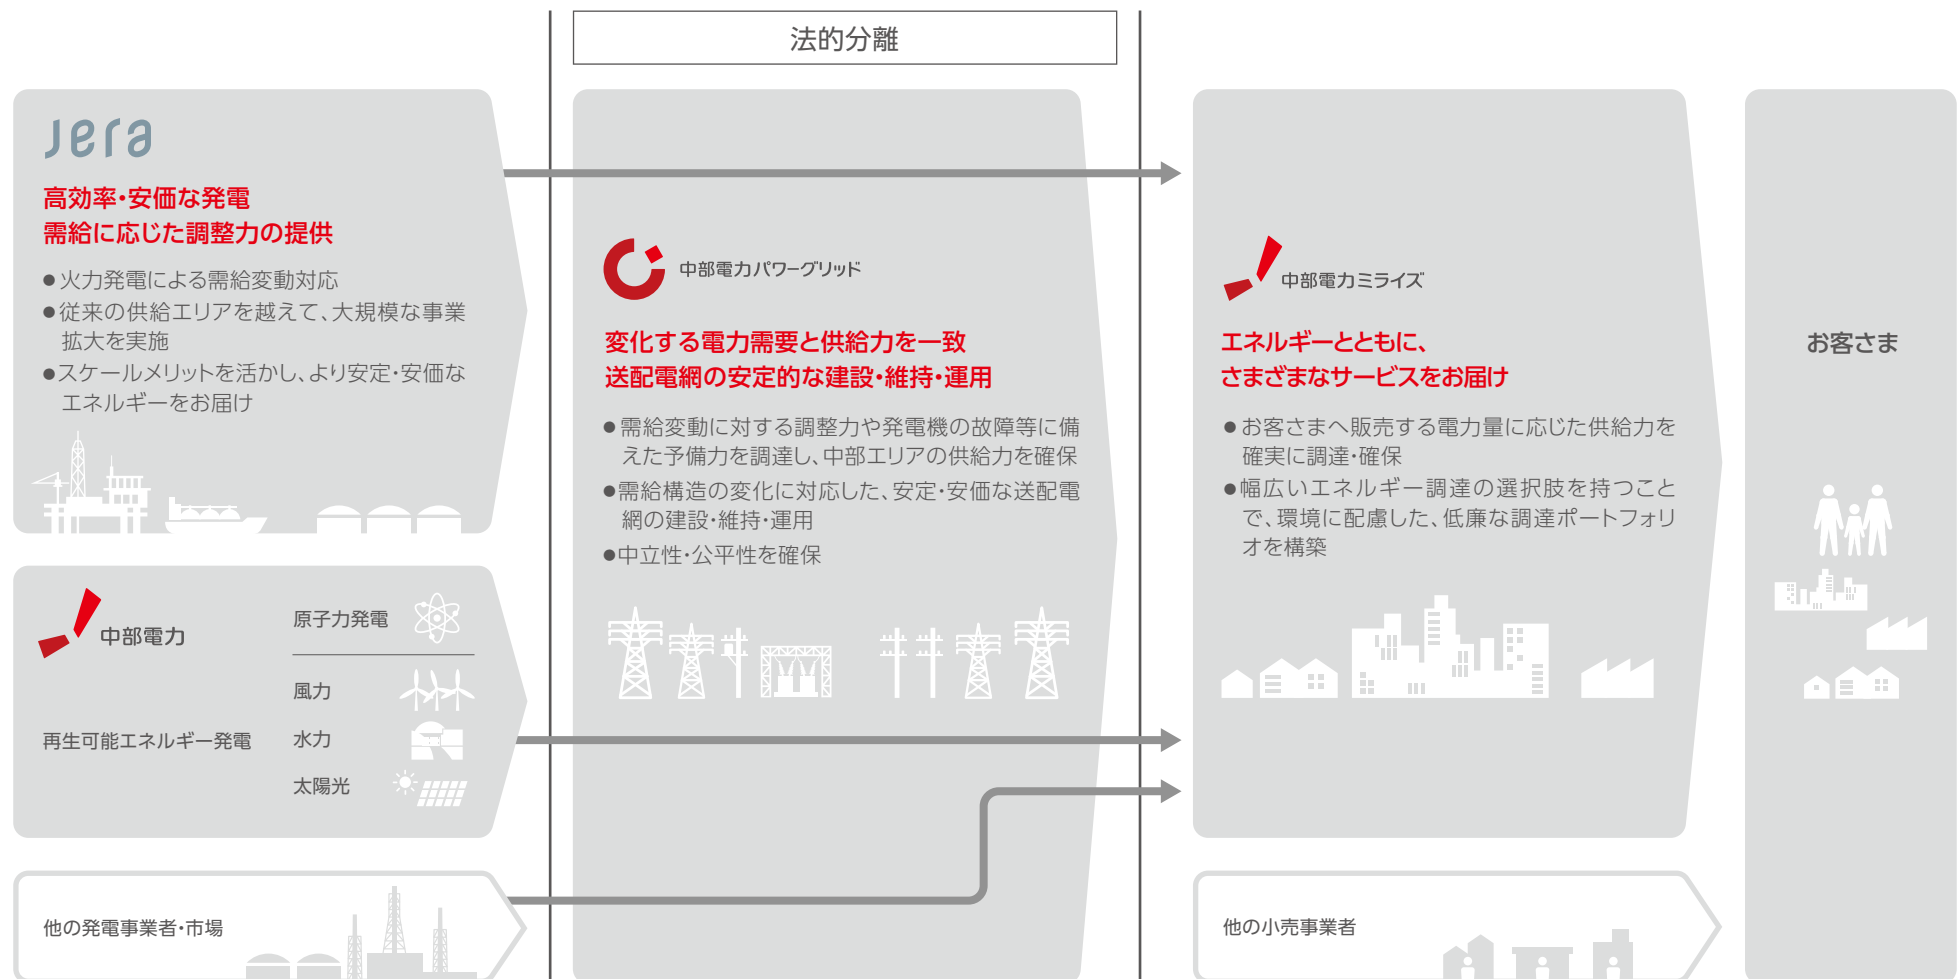 法的分離
Jera
高効率・安価な発電
需給に応じた調整力の提供
●火力発電による需給変動対応
●従来の供給エリアを越えて、大規模な事業
拡大を実施
●スケールメリットを活かし、より安定・安価な
エネルギーをお届け
中部電力
原子力発電
再生可能エネルギー発電
風力
水力
太陽光
他の発電事業者・市場
中部電力パワーグリッド
変化する電力需要と供給力を一致
送配電網の安定的な建設・維持・運用
●需給変動に対する調整力や発電機の故障等に備
えた予備力を調達し、中部エリアの供給力を確保
●需給構造の変化に対応した、安定・安価な送配電
網の建設・維持・運用
●中立性・公平性を確保
中部電力ミライズ
エネルギーとともに、
さまざまなサービスをお届け
●お客さまへ販売する電力量に応じた供給力を
確実に調達・確保
●幅広いエネルギー調達の選択肢を持つこと
で、環境に配慮した、低廉な調達ポートフォリ
オを構築
他の小売事業者
お客さま